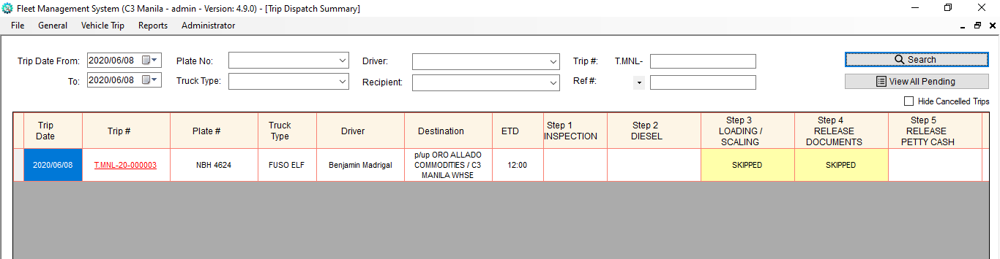 Fleet Management System (C3 Manila - admin - Version: 4.9.0) - [Trip Dispatch Summary]
File General Vehicle Trip Reports Administrator
Trip Date From: 2020/06/08 Plate No: Driver: Trip #: T.MNL- Search
To: 2020/06/08 Truck Type: Recipient: Ref #: View All Pending
Hide Cancelled Trips
Trip
Date
Trip #
Plate #
Truck
Type
Driver
Destination
ETD
Step 1
INSPECTION
Step 2
DIESEL
Step 3
LOADING /
SCALING
Step 4
RELEASE
DOCUMENTS
Step 5
RELEASE
PETTY CASH
2020/06/08
T.MNL-20-000003
NBH 4624
FUSO ELF
Benjamin Madrigal
p/up ORO ALLADO
COMMODITIES / C3
MANILA WHSE
12:00
SKIPPED
SKIPPED